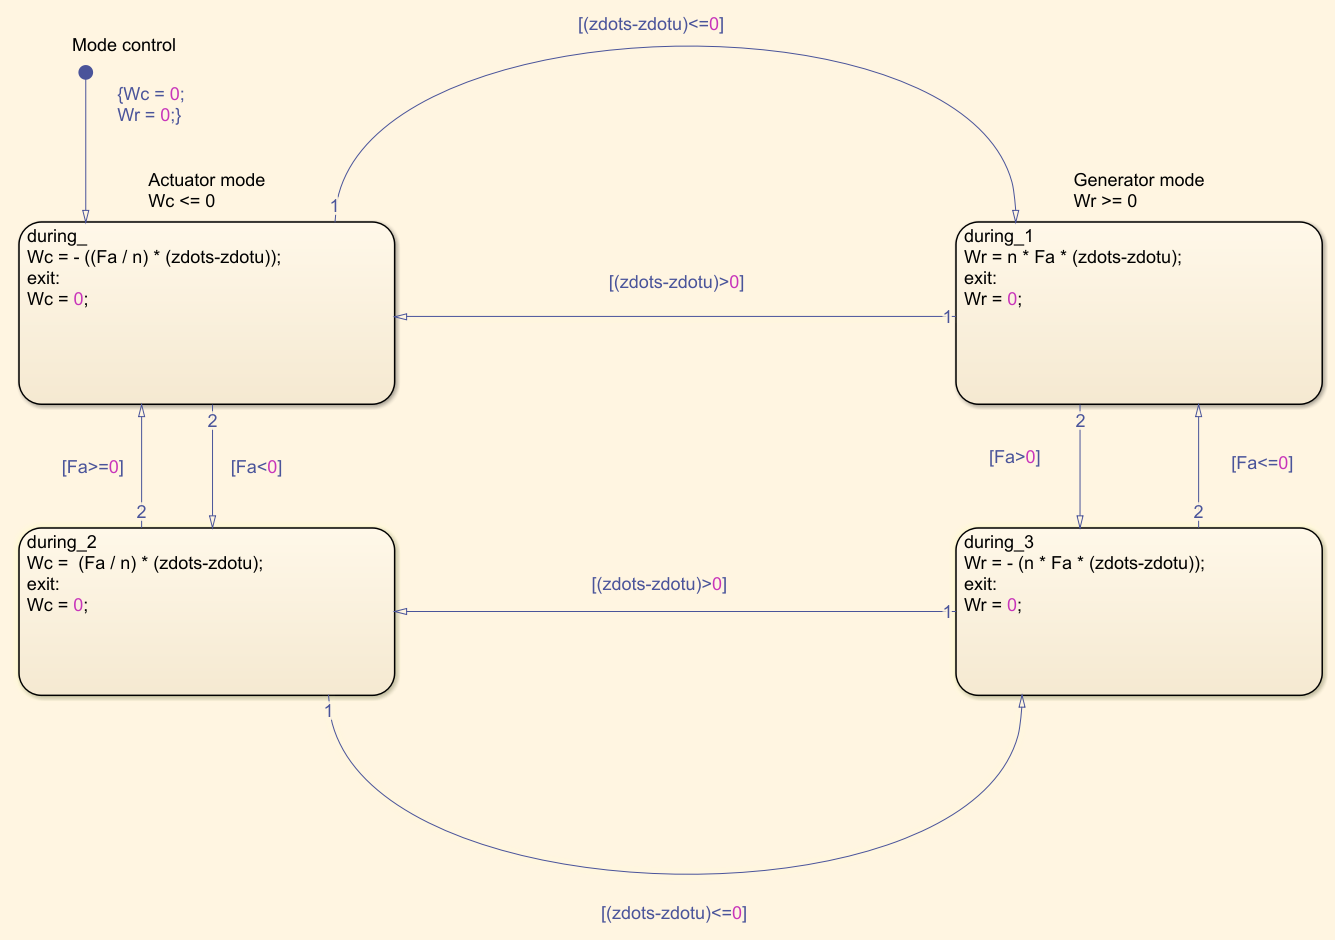 [(zdots-zdotu)<=0]
Mode control
{Wc = 0;
Wr = 0;}
Actuator mode
Wc <= 0
Generator mode
Wr >= 0
1
during_
Wc = - ((Fa / n) * (zdots-zdotu));
exit:
Wc = 0;
during_1
Wr = n * Fa * (zdots-zdotu);
exit:
Wr = 0;
[(zdots-zdotu)>0]
1
2
2
[Fa>=0]
[Fa<0]
[Fa>0]
[Fa<=0]
2
2
during_2
Wc =  (Fa / n) * (zdots-zdotu);
exit:
Wc = 0;
during_3
Wr = - (n * Fa * (zdots-zdotu));
exit:
Wr = 0;
[(zdots-zdotu)>0]
1
1
[(zdots-zdotu)<=0]